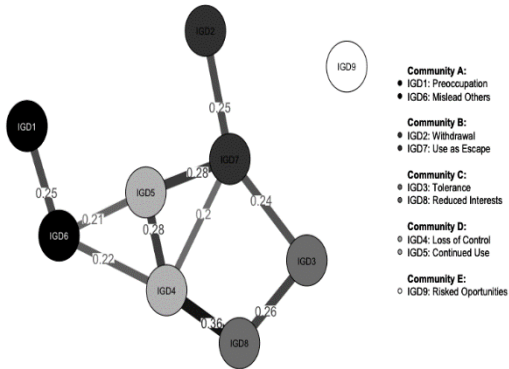 IGD2
IGD9
0.25
IGD1
IGD7
0.28
IGD5
0.25
0.21
0.2
0.24
0.28
IGD6
0.22
IGD3
IGD4
0.26
0.36
IGD8
Community A:
IGD1: Preoccupation
IGD6: Mislead Others
Community B:
IGD2: Withdrawal
IGD7: Use as Escape
Community C:
IGD3: Tolerance
IGD8: Reduced Interests
Community D:
IGD4: Loss of Control
IGD5: Continued Use
Community E:
IGD9: Risked Oportunities